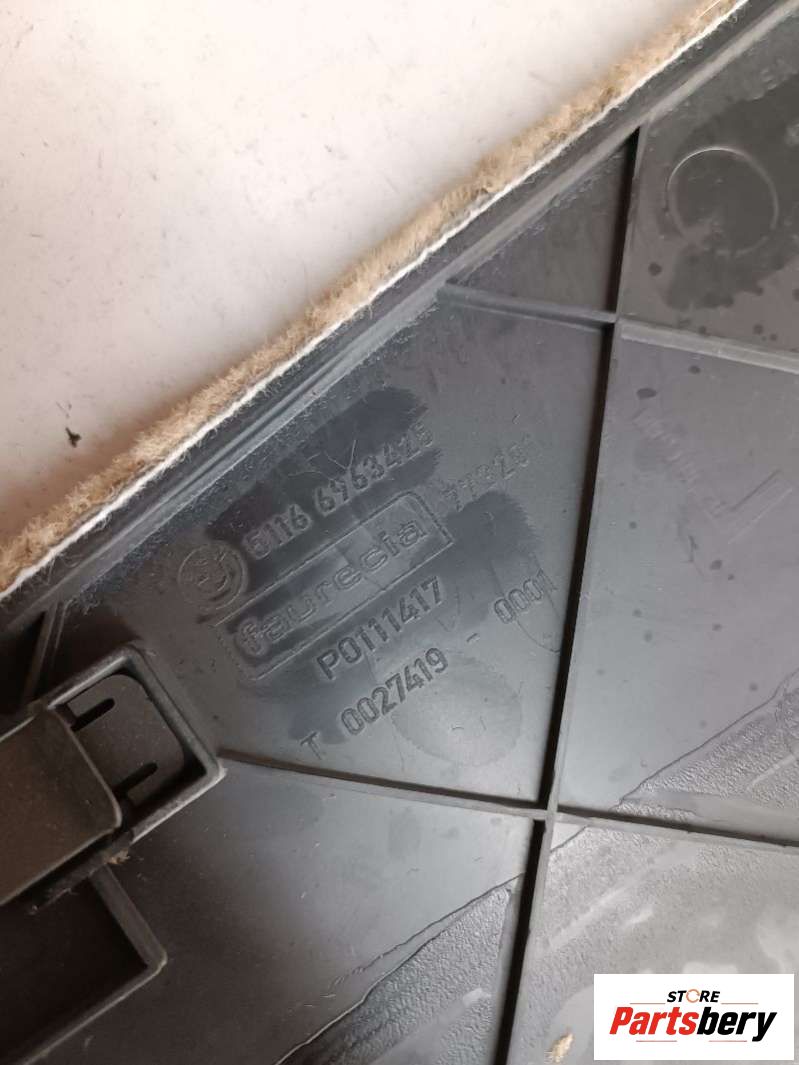 5116 6963425
faurecia
P0111417
T 0027419 - 0001
STORE
Partsbery